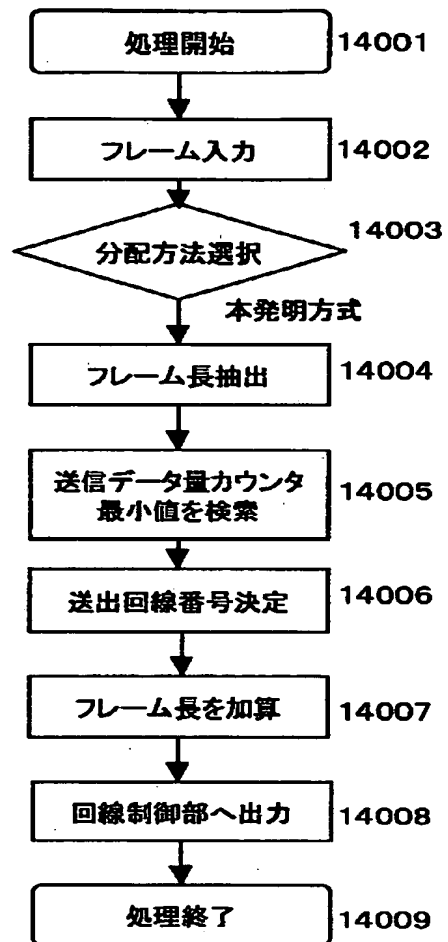 処理開始 14001
フレーム入力 14002
分配方法選択 14003
本発明方式
フレーム長抽出 14004
送信データ量カウンタ
最小値を検索 14005
送出回線番号決定 14006
フレーム長を加算 14007
回線制御部へ出力 14008
処理終了 14009